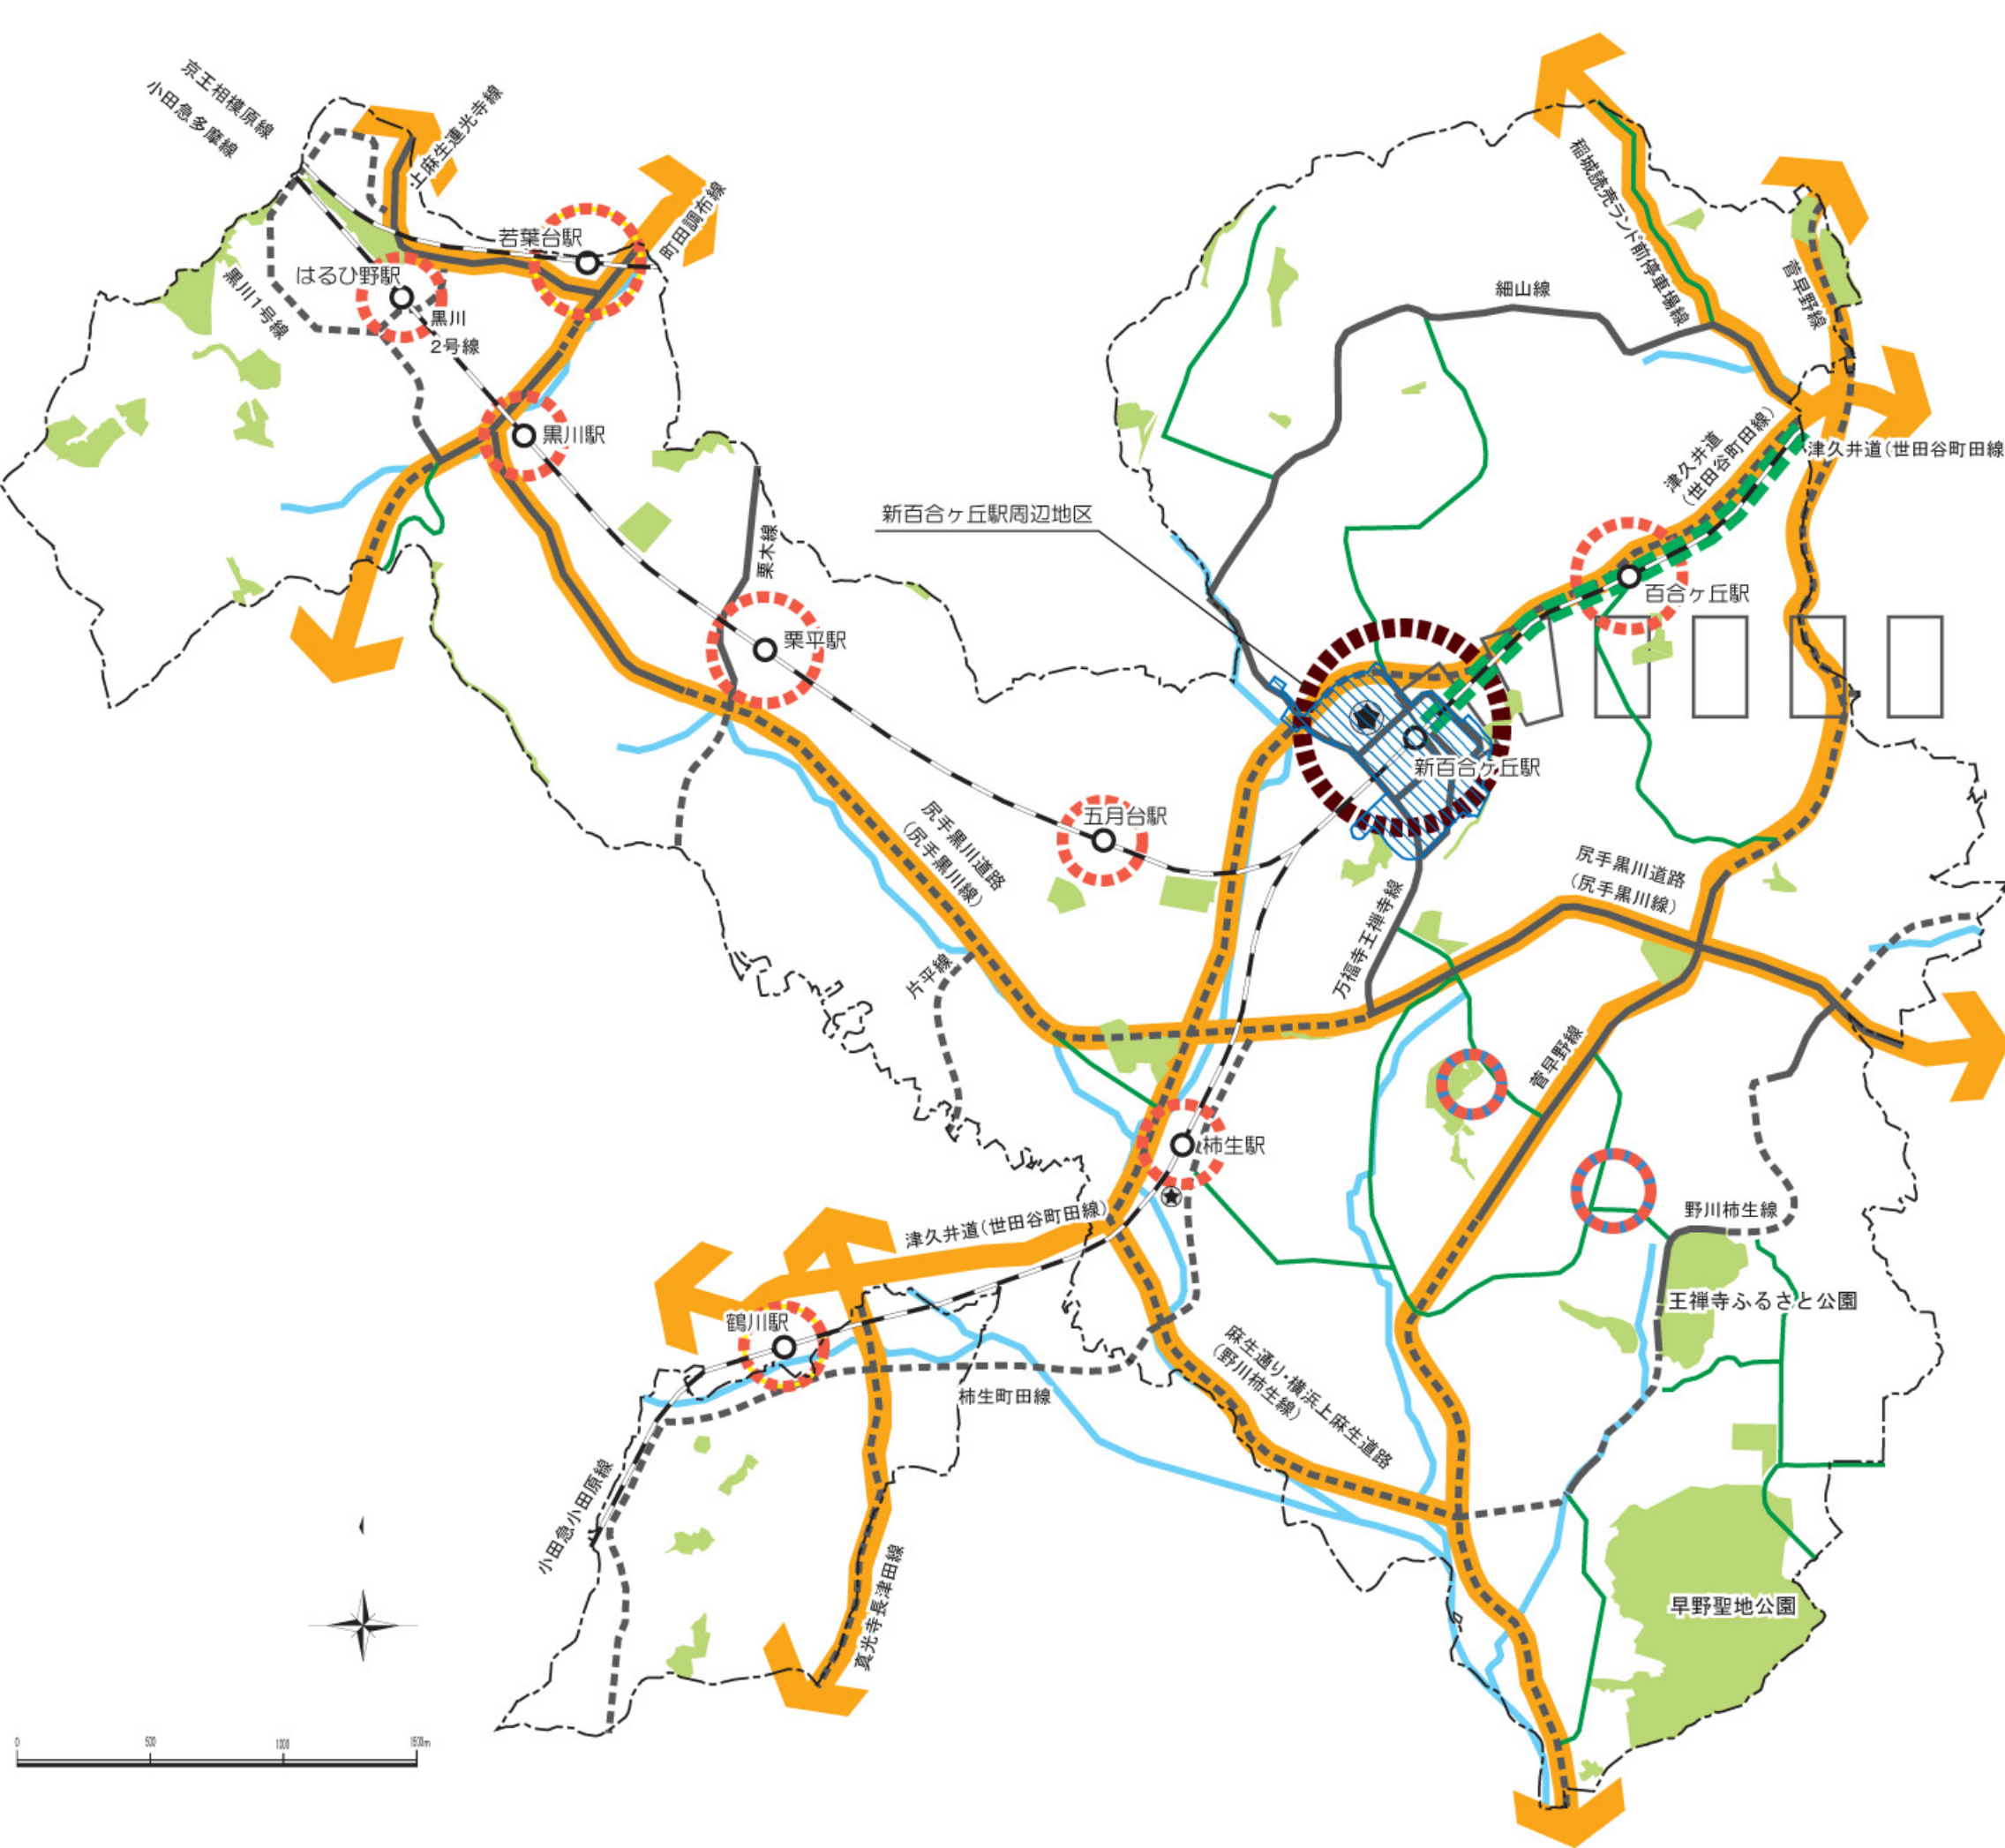 京王相模原線
小田急多摩線
上麻生連光寺線
町田調布線
若葉台駅
はるひ野駅
黒川1号線
黒川
2号線
黒川駅
稲城読売ランド前停車場線
菅早野線
細山線
津久井道
(世田谷町田線)
津久井道(世田谷町田線
新百合ヶ丘駅周辺地区
栗木線
百合ヶ丘駅
栗平駅
新百合ヶ丘駅
五月台駅
尻手黒川道路
(尻手黒川線)
尻手黒川道路
(尻手黒川線)
万福寺王禅寺線
片平線
菅早野線
柿生駅
野川柿生線
津久井道(世田谷町田線)
王禅寺ふるさと公園
鶴川駅
麻生通り・横浜上麻生道路
(野川柿生線)
柿生町田線
小田急小田原線
真光寺長津田線
早野聖地公園
0 500 1000 1500m